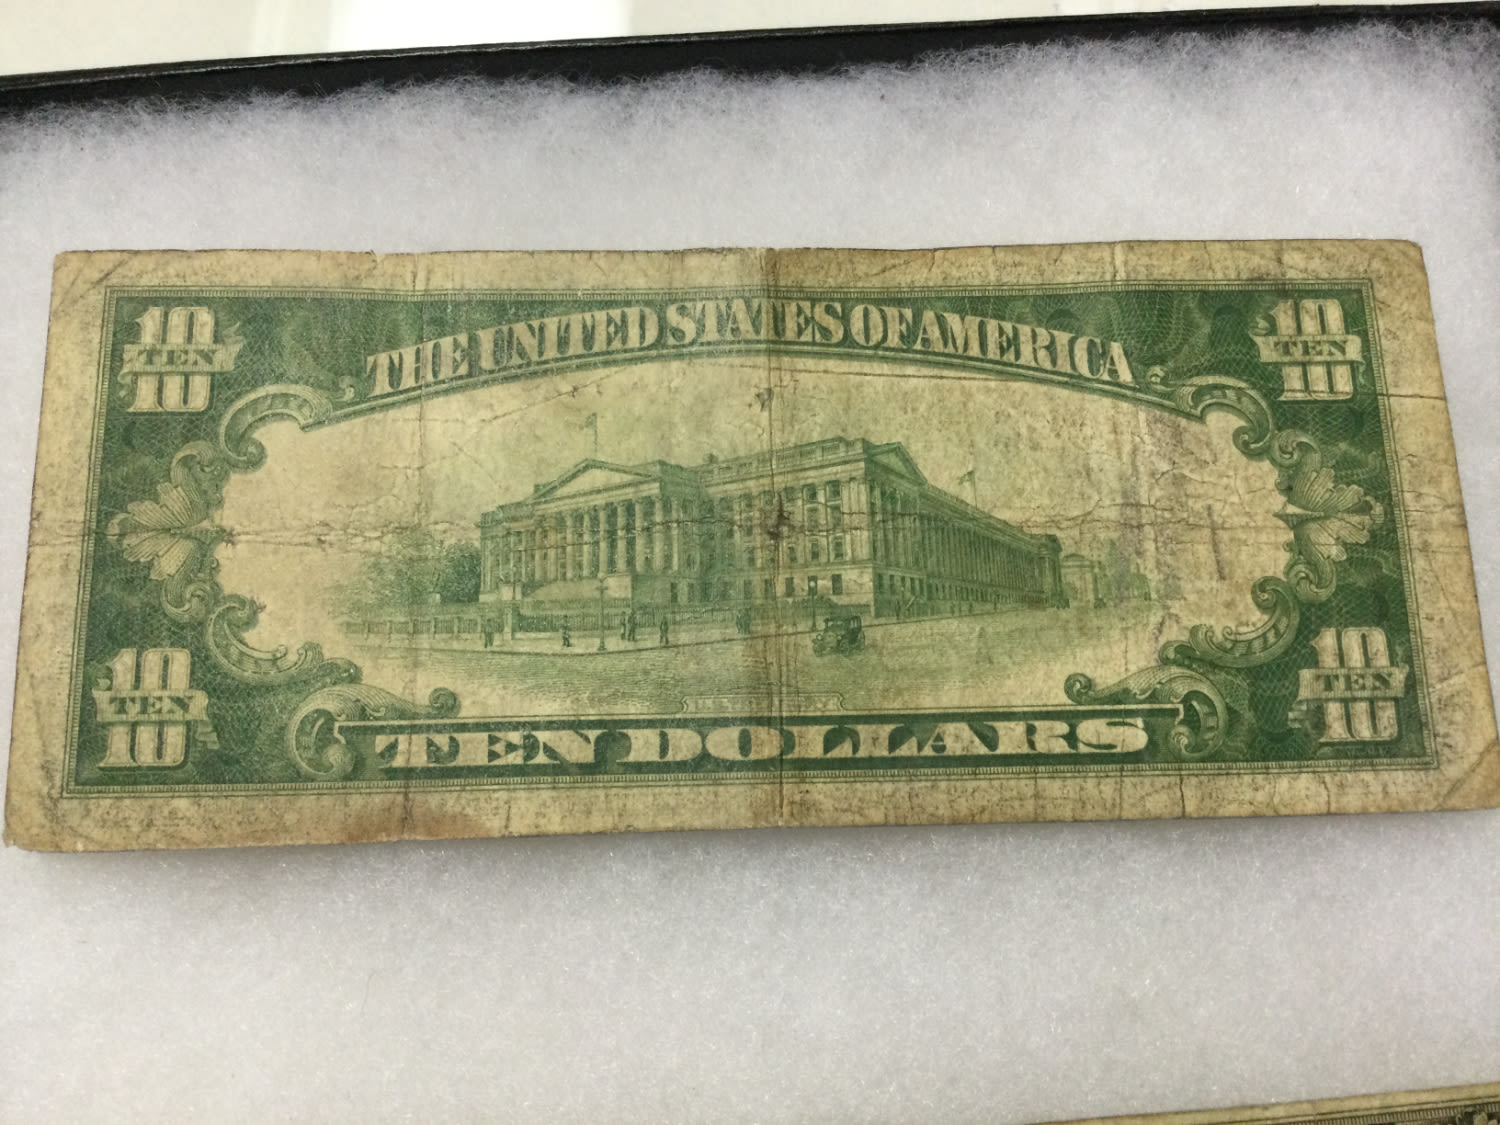 10 TEN 10
THE UNITED STATES OF AMERICA
10 TEN 10
10 TEN 10
TEN DOLLARS
10 TEN 10